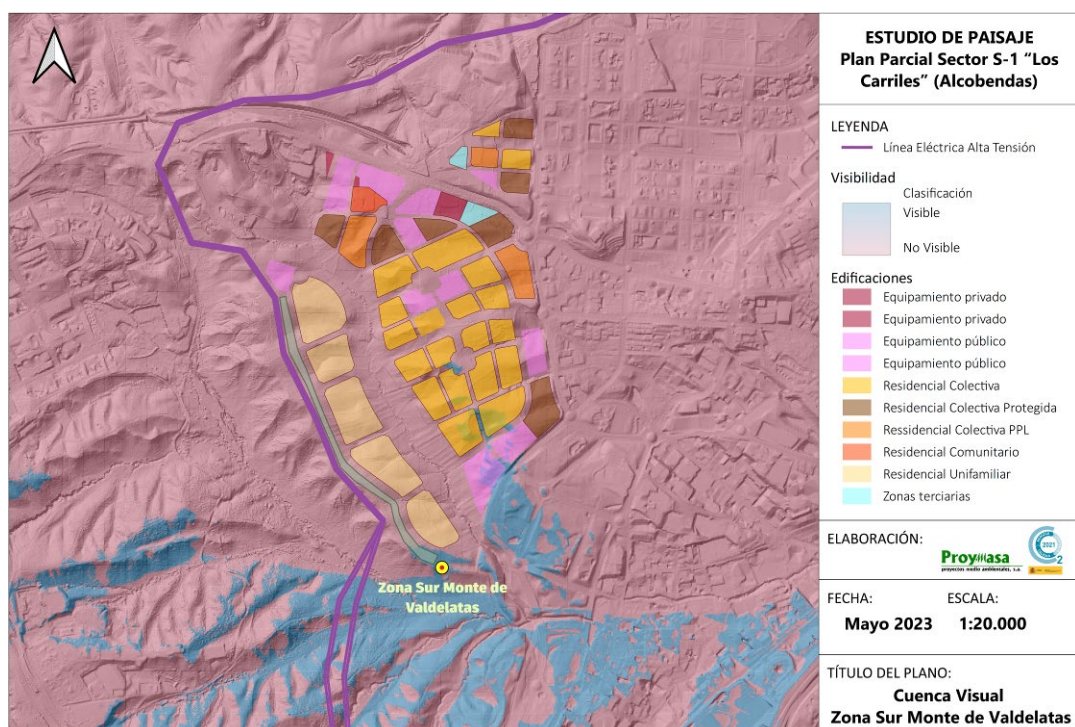 ESTUDIO DE PAISAJE
Plan Parcial Sector S-1 “Los
Carriles” (Alcobendas)
LEYENDA
Línea Eléctrica Alta Tensión
Visibilidad
Clasificación
Visible
No Visible
Edificaciones
Equipamiento privado
Equipamiento privado
Equipamiento público
Equipamiento público
Residencial Colectiva
Residencial Colectiva Protegida
Ressidencial Colectiva PPL
Residencial Comunitario
Residencial Unifamiliar
Zonas terciarias
Zona Sur Monte de
Valdelatas
ELABORACIÓN:
Proymasa
proyectos medio ambientales, s.a.
2021
2
FECHA:
ESCALA:
Mayo 2023
1:20.000
TÍTULO DEL PLANO:
Cuenca Visual
Zona Sur Monte de Valdelatas